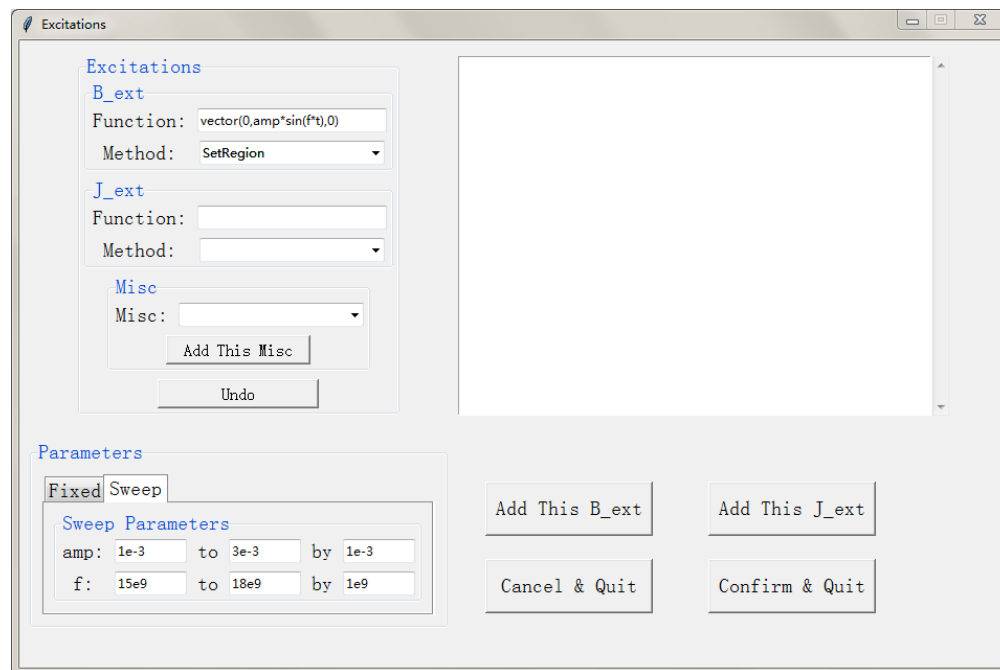 Excitations
Excitations
B_ext
Function: vector(0,amp*sin(f*t),0)
Method: SetRegion
J_ext
Function:
Method:
Misc
Misc:
Add This Misc
Undo
Parameters
Fixed Sweep
Sweep Parameters
amp: 1e-3 to 3e-3 by 1e-3
f: 15e9 to 18e9 by 1e9
Add This B_ext Add This J_ext
Cancel & Quit Confirm & Quit